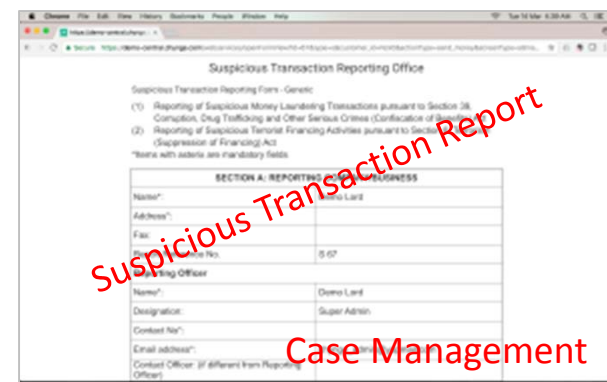 Chrome File Edit View History Bookmarks People Window Help
Suspicious Transaction Reporting Office
Suspicious Transaction Reporting Form - Generic
(1) Reporting of Suspicious Money Laundering Transactions pursuant to Section 39,
Corruption, Drug Trafficking and Other Serious Crimes (Confiscation of Benefits) Act
(2) Reporting of Suspicious Terrorist Financing Activities pursuant to Section
(Suppression of Financing) Act
*Items with asterix are mandatory fields
Suspicious Transaction Report
SECTION A: REPORTING BUSINESS
Name*: Demo Lard
Address*:
Fax:
No. S 67
Reporting Officer
Name*: Demo Lard
Designation: Super Admin
Contact No*:
Email address*:
Contact Officer (if different from Reporting
Officer)
Case Management